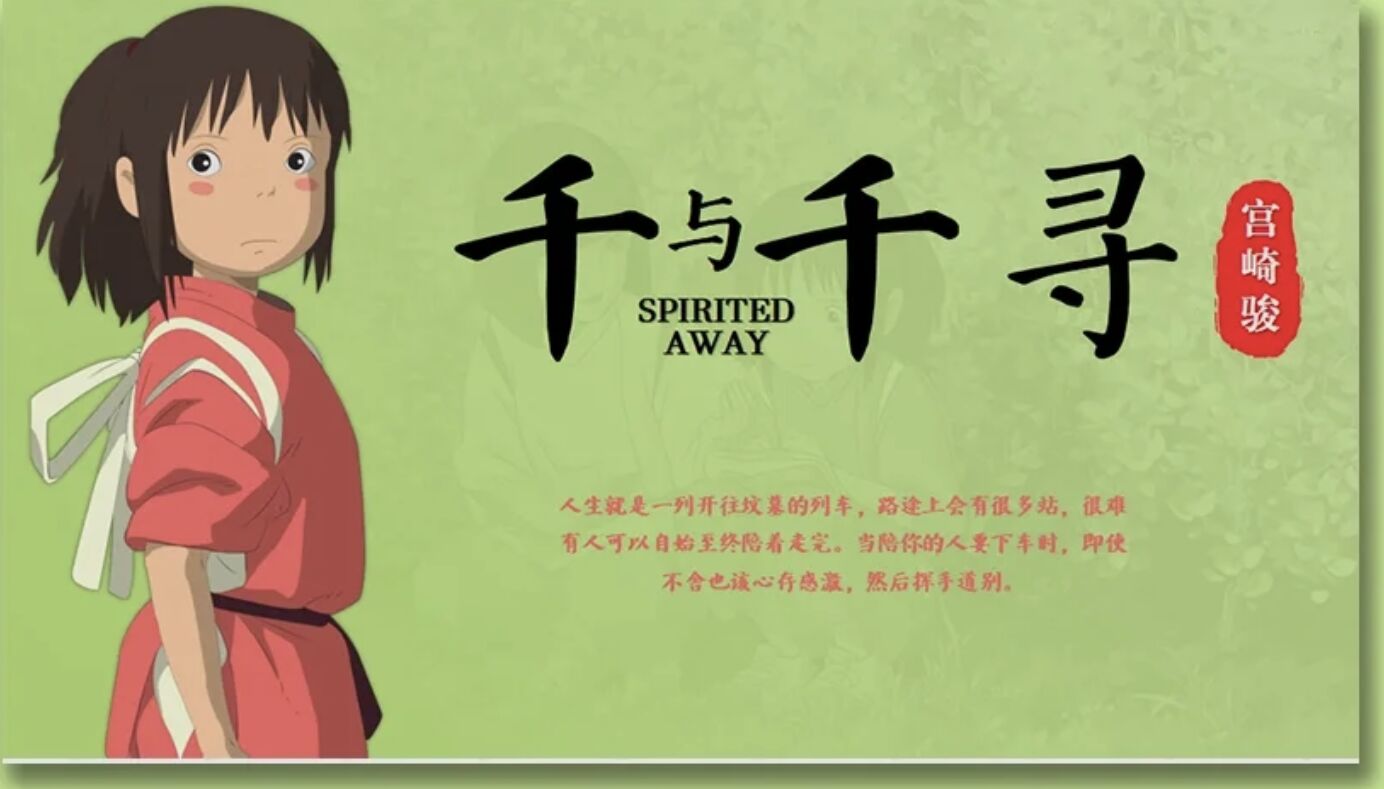 千与千寻
SPIRITED
AWAY
宫崎骏
人生就是一列开往坟墓的列车，路途上会有很多站，很难
有人可以自始至终陪着走完。当陪你的人要下车时，即使
不舍也该心存感激，然后挥手道别。